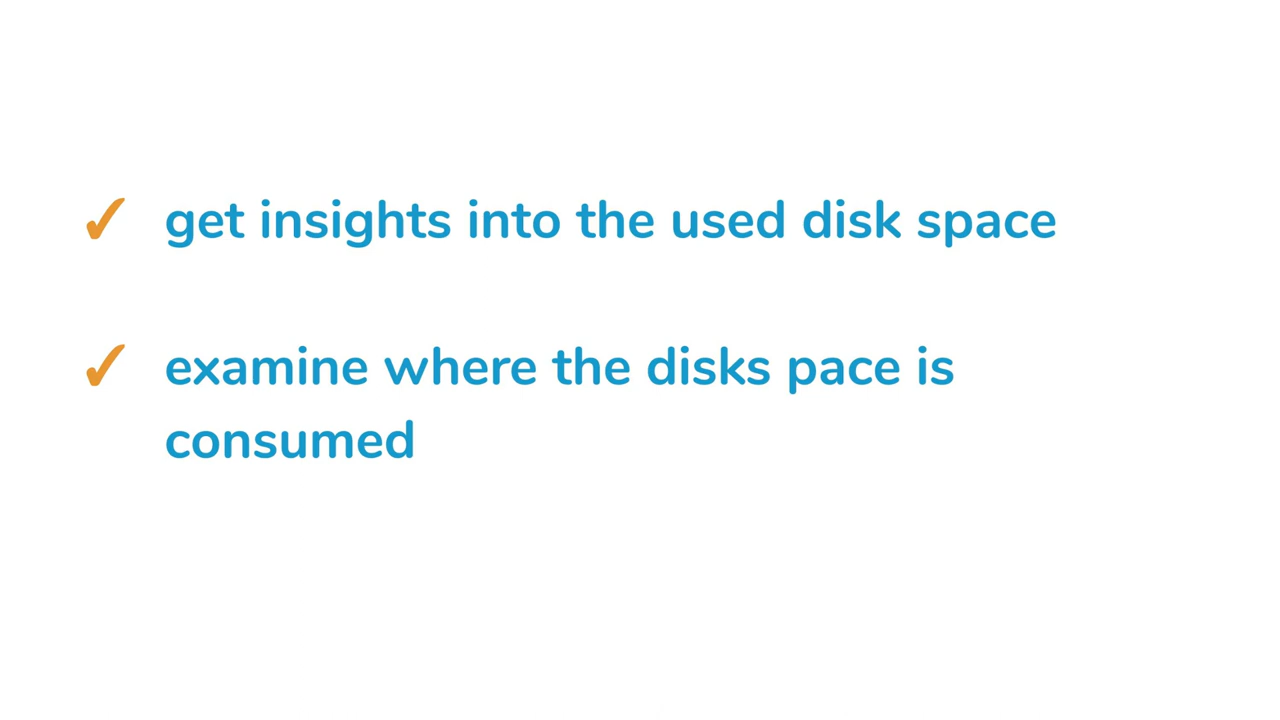 ✓ get insights into the used disk space
✓ examine where the disks pace is
consumed